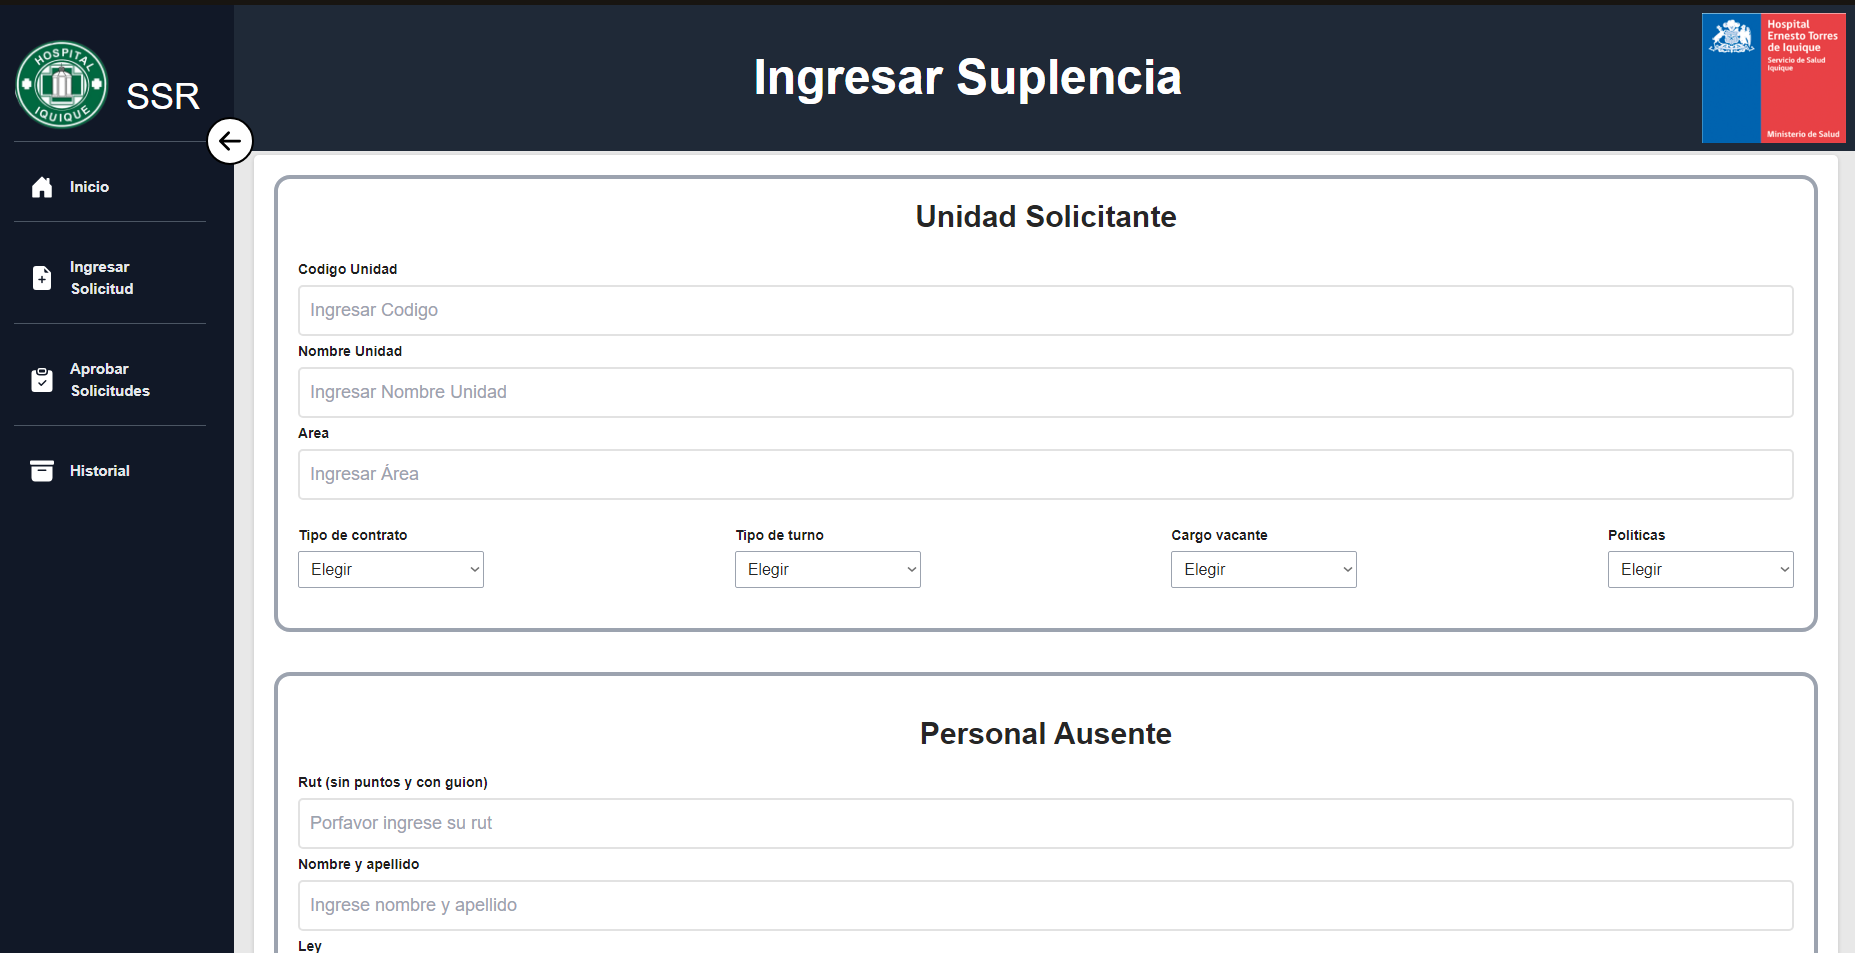 HOSPITAL
IQUIQUE
SSR
Inicio
Ingresar
Solicitud
Aprobar
Solicitudes
Historial
Ingresar Suplencia
Hospital
Ernesto Torres
de Iquique
Servicio de Salud
Iquique
Ministerio de Salud
Unidad Solicitante
Codigo Unidad
Ingresar Codigo
Nombre Unidad
Ingresar Nombre Unidad
Area
Ingresar Área
Tipo de contrato
Elegir
Tipo de turno
Elegir
Cargo vacante
Elegir
Politicas
Elegir
Personal Ausente
Rut (sin puntos y con guion)
Porfavor ingrese su rut
Nombre y apellido
Ingrese nombre y apellido
Ley